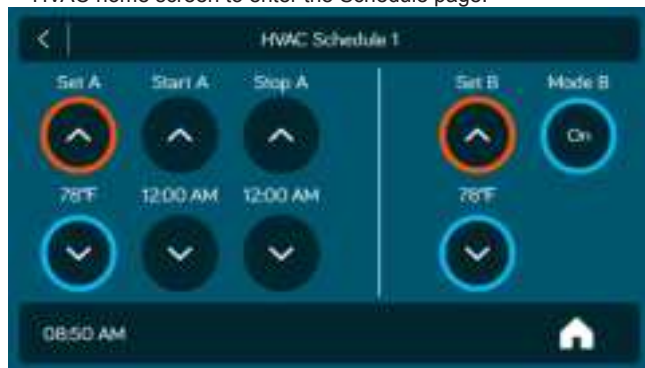 HVAC home screen to enter the Schedule page.
HVAC Schedule 1
Set A Start A Stop A Set B Mode B
On
78°F 12:00 AM 12:00 AM 78°F
08:50 AM